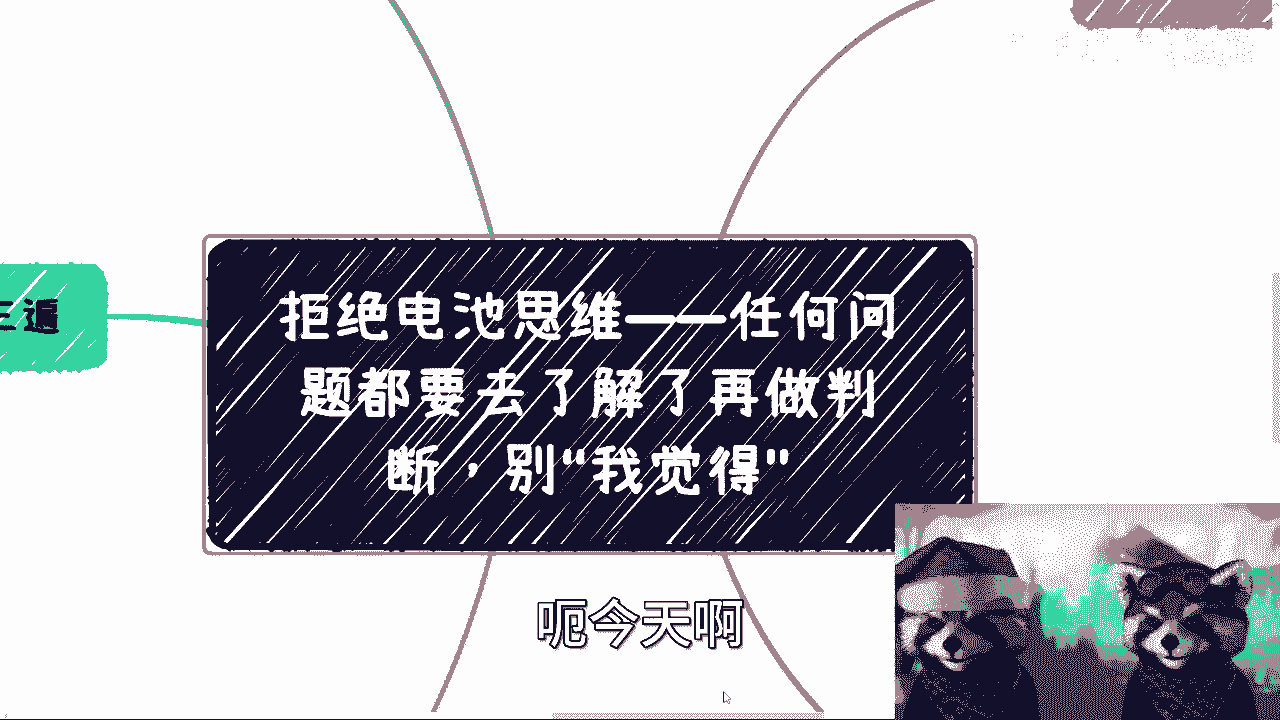 三遍
拒绝电池思维——任何问
题都要去了解了再做判
断，别“我觉得”
呃今天啊